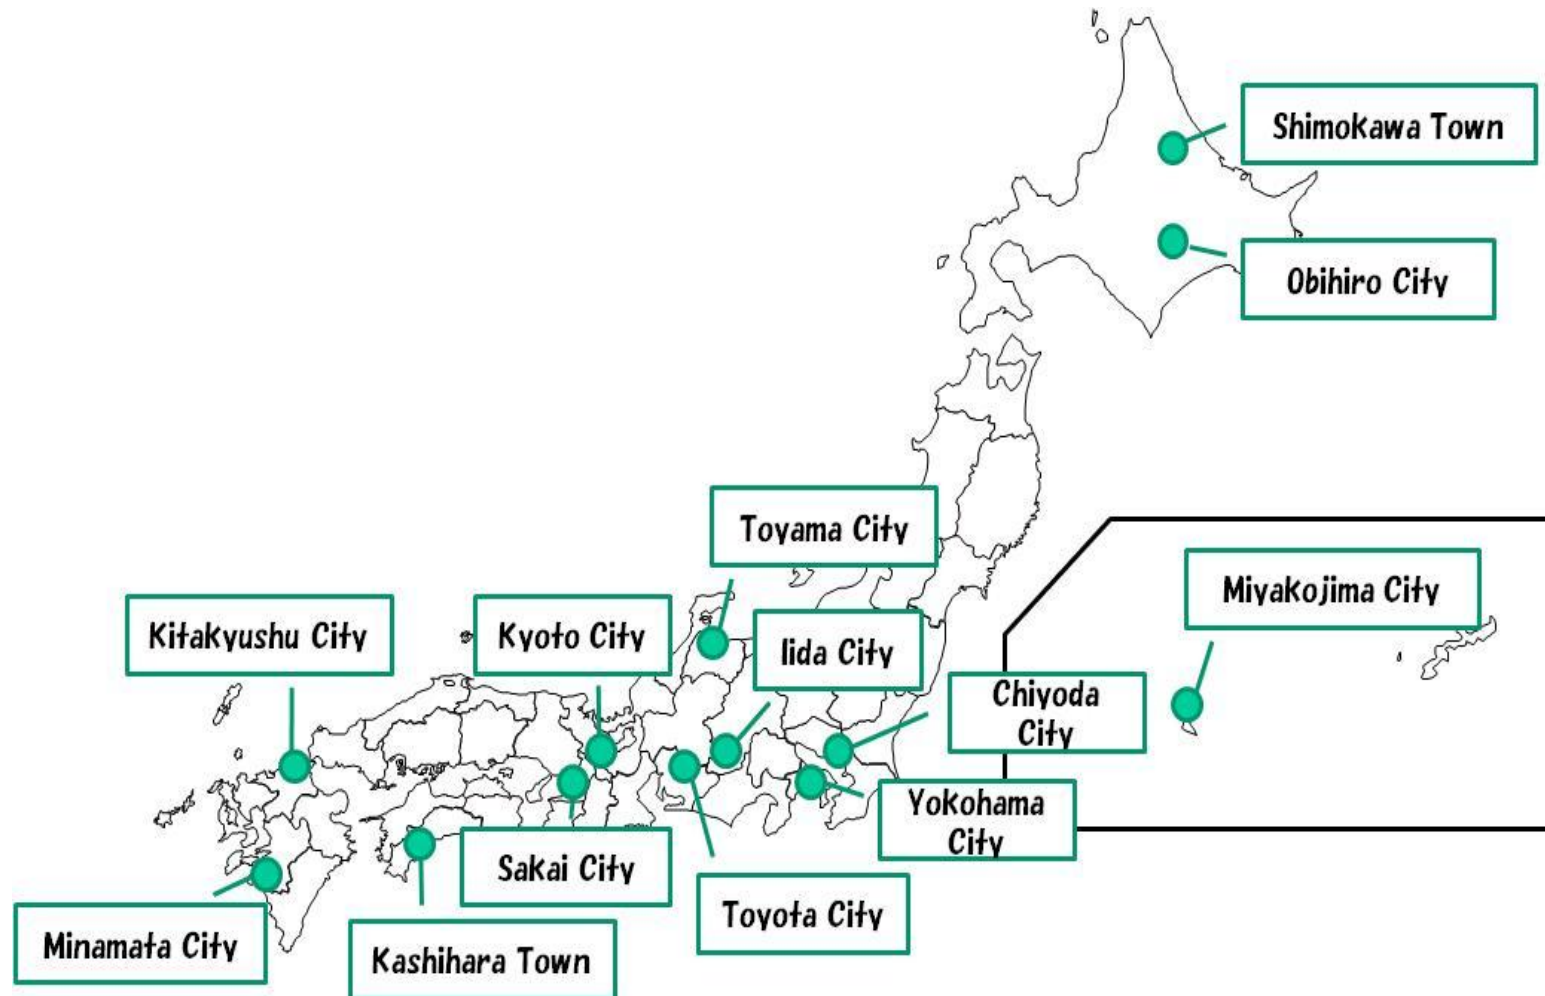 Shimokawa Town
Obihiro City
Toyama City
Miyakojima City
Kitakyushu City
Kyoto City
Iida City
Chiyoda
City
Yokohama
City
Sakai City
Toyota City
Minamata City
Kashihara Town